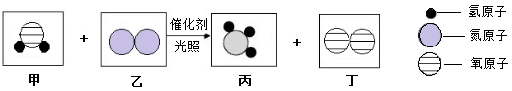 甲 + 乙 催化剂 光照 丙 + 丁
氢原子
氮原子
氧原子